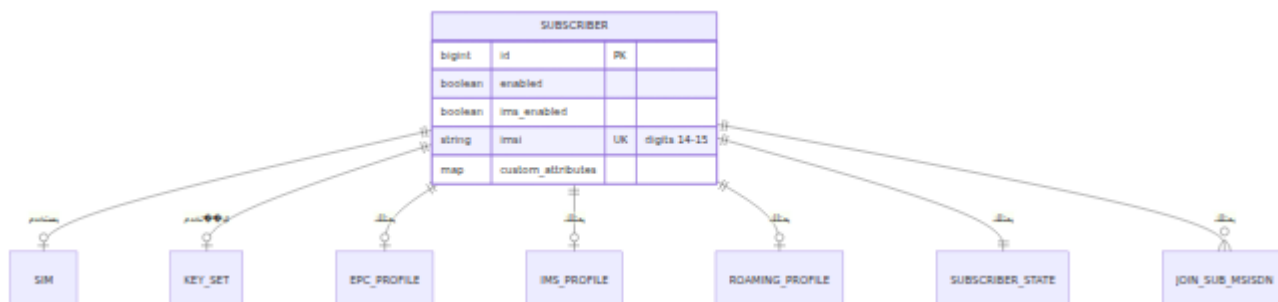 SUBSCRIBER
bigint id PK
boolean enabled
boolean ims_enabled
string imsi UK digits 14-15
map custom_attributes
SIM KEY_SET EPC_PROFILE IMS_PROFILE ROAMING_PROFILE SUBSCRIBER_STATE JOIN_SUB_MSISDN